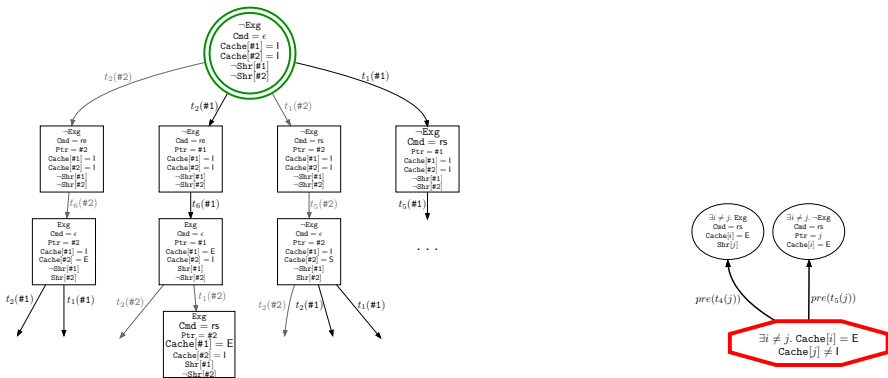 ¬Exg
Cmd = ϵ
Cache[#1] = I
Cache[#2] = I
¬Shr[#1]
¬Shr[#2]
t₂(#2)
t₂(#1)
t₁(#2)
t₁(#1)
¬Exg
Cmd = re
Ptr = #2
Cache[#1] = I
Cache[#2] = I
¬Shr[#1]
¬Shr[#2]
¬Exg
Cmd = re
Ptr = #1
Cache[#1] = I
Cache[#2] = I
¬Shr[#1]
¬Shr[#2]
¬Exg
Cmd = rs
Ptr = #2
Cache[#1] = I
Cache[#2] = I
¬Shr[#1]
¬Shr[#2]
¬Exg
Cmd = rs
Ptr = #1
Cache[#1] = I
Cache[#2] = I
¬Shr[#1]
¬Shr[#2]
t₆(#2)
t₆(#1)
t₅(#2)
t₅(#1)
Exg
Cmd = ϵ
Ptr = #2
Cache[#1] = I
Cache[#2] = E
¬Shr[#1]
Shr[#2]
Exg
Cmd = ϵ
Ptr = #1
Cache[#1] = E
Cache[#2] = I
Shr[#1]
¬Shr[#2]
¬Exg
Cmd = ϵ
Ptr = #2
Cache[#1] = I
Cache[#2] = S
¬Shr[#1]
Shr[#2]
. . .
t₂(#1)
t₁(#1)
t₂(#2)
t₁(#2)
t₂(#2)
t₂(#1)
t₁(#1)
Exg
Cmd = rs
Ptr = #2
Cache[#1] = E
Cache[#2] = I
Shr[#1]
¬Shr[#2]
∃i ≠ j. Exg
Cmd = rs
Cache[i] = E
Shr[j]
∃i ≠ j. ¬Exg
Cmd = rs
Ptr = j
Cache[i] = E
pre(t₄(j))
pre(t₅(j))
∃i ≠ j. Cache[i] = E
Cache[j] ≠ I